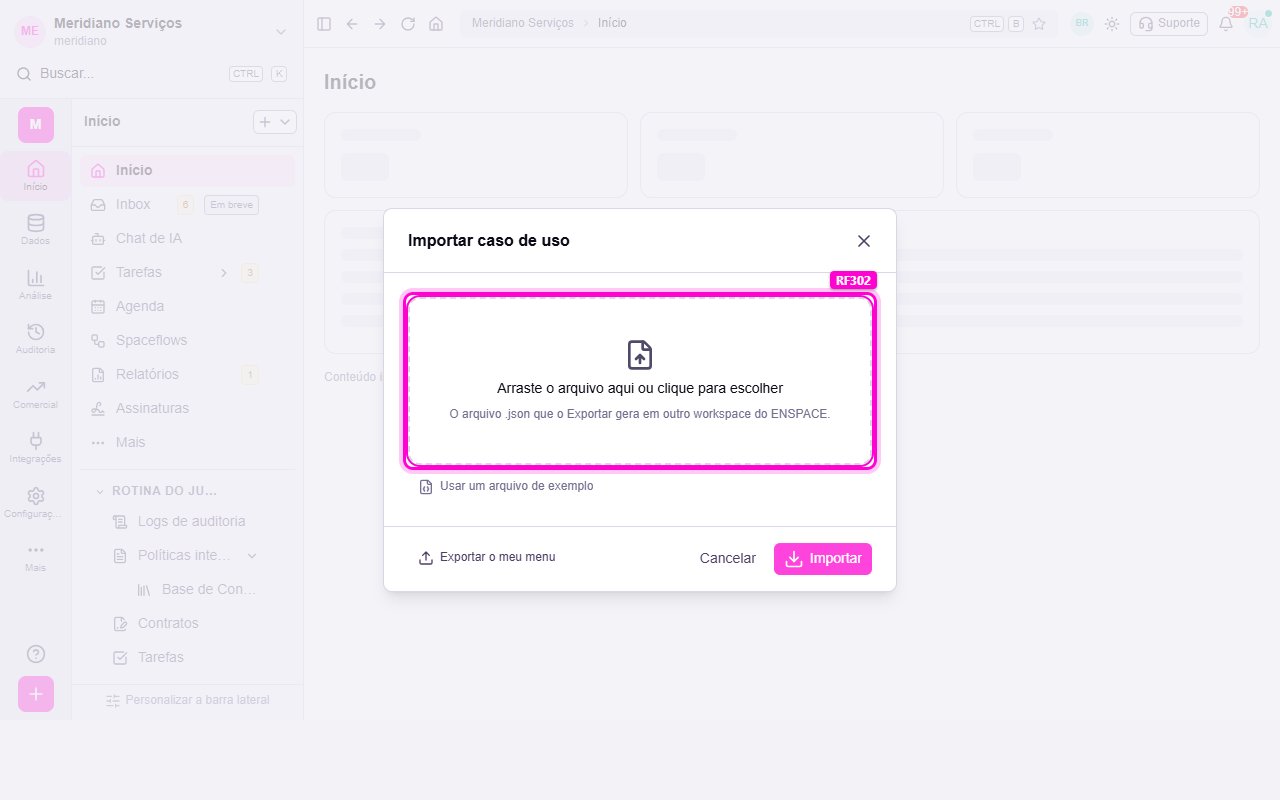 ME
Meridiano Serviços
meridiano
Buscar...
CTRL K
Meridiano Serviços > Início
CTRL B
BR
Suporte
99+
RA
M
Início
Dados
Análise
Auditoria
Comercial
Integrações
Configuraç...
Mais
Início
Início
Inbox 6 Em breve
Chat de IA
Tarefas 3
Agenda
Spaceflows
Relatórios 1
Assinaturas
Mais
ROTINA DO JU...
Logs de auditoria
Políticas inte...
Base de Con...
Contratos
Tarefas
Personalizar a barra lateral
Início
Conteúdo
Importar caso de uso
RF302
Arraste o arquivo aqui ou clique para escolher
O arquivo .json que o Exportar gera em outro workspace do ENSPACE.
Usar um arquivo de exemplo
Exportar o meu menu
Cancelar
Importar